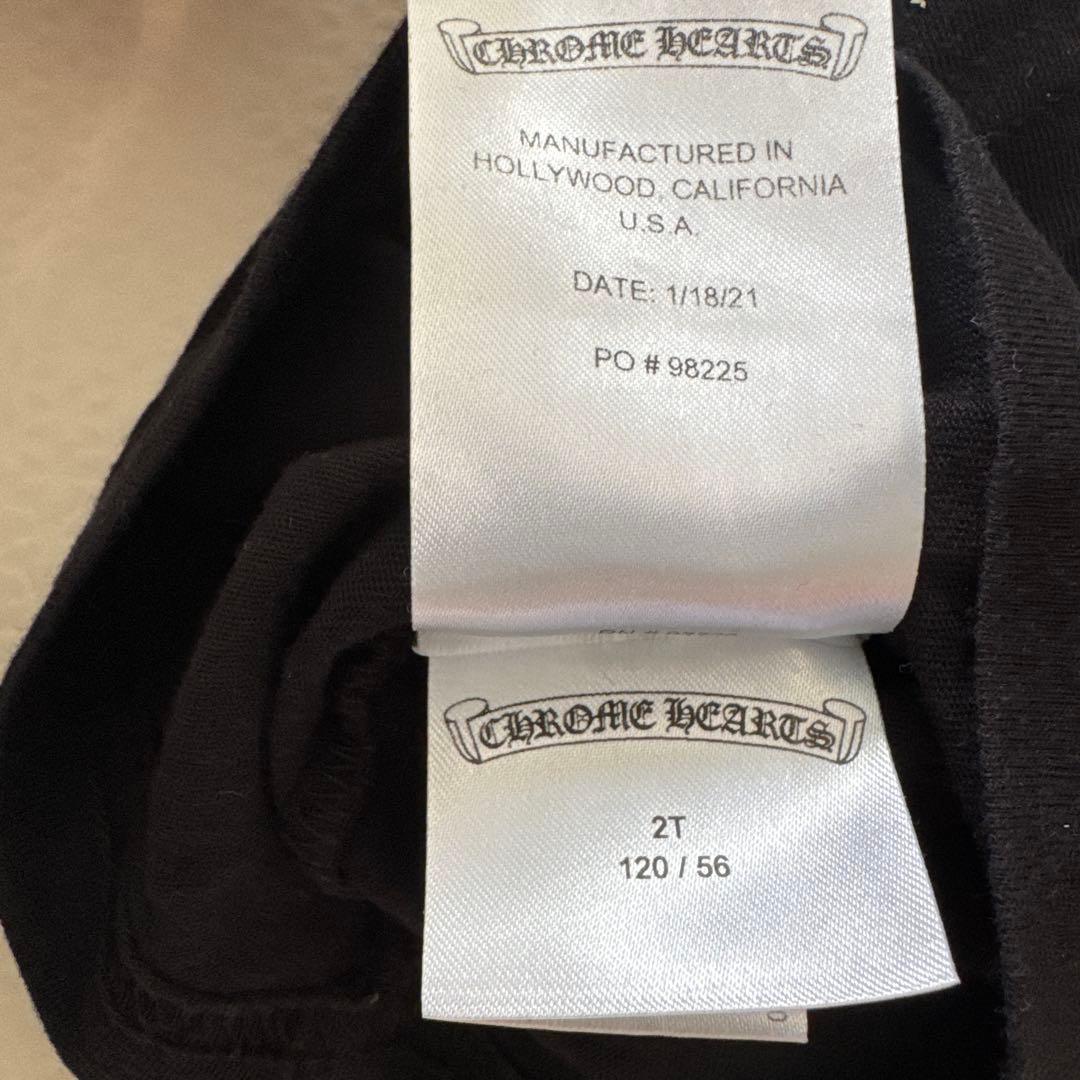 CHROME HEARTS
MANUFACTURED IN
HOLLYWOOD, CALIFORNIA
U.S.A.
DATE: 1/18/21
PO # 98225
CHROME HEARTS
2T
120 / 56